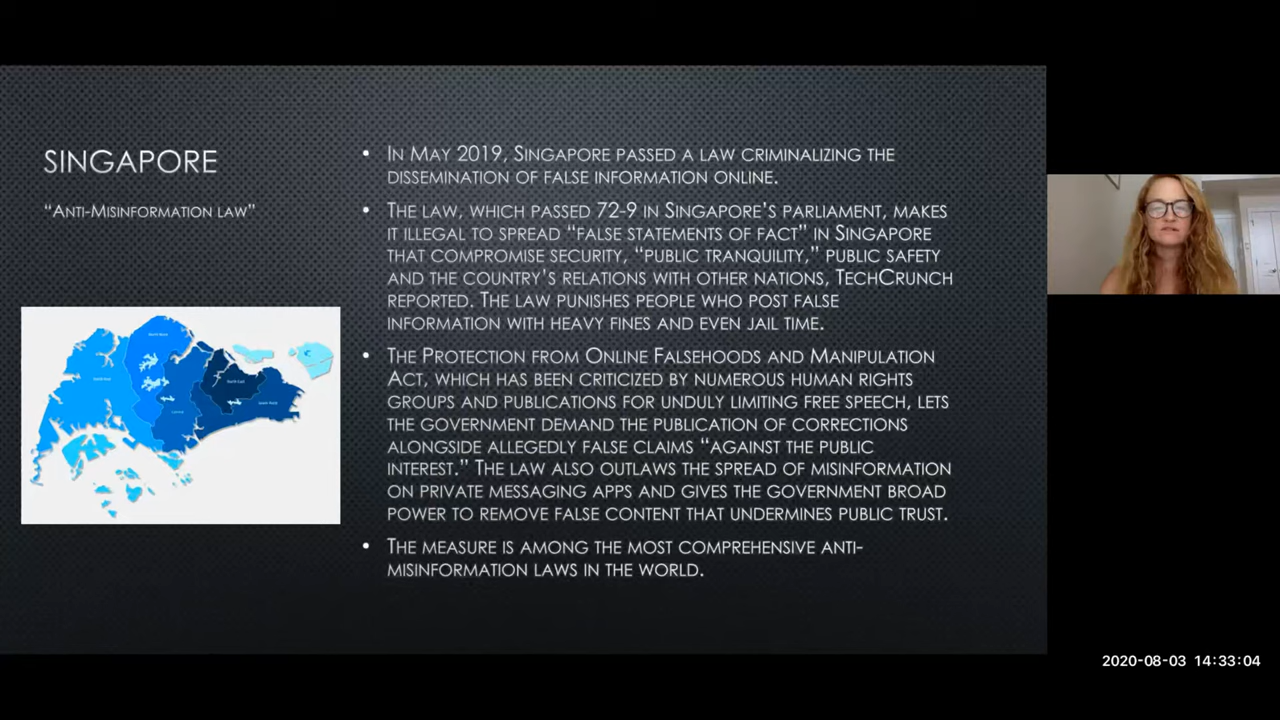 SINGAPORE
“ANTI-MISINFORMATION LAW”
• IN MAY 2019, SINGAPORE PASSED A LAW CRIMINALIZING THE
DISSEMINATION OF FALSE INFORMATION ONLINE.
• THE LAW, WHICH PASSED 72-9 IN SINGAPORE’S PARLIAMENT, MAKES
IT ILLEGAL TO SPREAD “FALSE STATEMENTS OF FACT” IN SINGAPORE
THAT COMPROMISE SECURITY, “PUBLIC TRANQUILITY,” PUBLIC SAFETY
AND THE COUNTRY’S RELATIONS WITH OTHER NATIONS, TECHCRUNCH
REPORTED. THE LAW PUNISHES PEOPLE WHO POST FALSE
INFORMATION WITH HEAVY FINES AND EVEN JAIL TIME.
• THE PROTECTION FROM ONLINE FALSEHOODS AND MANIPULATION
ACT, WHICH HAS BEEN CRITICIZED BY NUMEROUS HUMAN RIGHTS
GROUPS AND PUBLICATIONS FOR UNDULY LIMITING FREE SPEECH, LETS
THE GOVERNMENT DEMAND THE PUBLICATION OF CORRECTIONS
ALONGSIDE ALLEGEDLY FALSE CLAIMS “AGAINST THE PUBLIC
INTEREST.” THE LAW ALSO OUTLAWS THE SPREAD OF MISINFORMATION
ON PRIVATE MESSAGING APPS AND GIVES THE GOVERNMENT BROAD
POWER TO REMOVE FALSE CONTENT THAT UNDERMINES PUBLIC TRUST.
• THE MEASURE IS AMONG THE MOST COMPREHENSIVE ANTI-
MISINFORMATION LAWS IN THE WORLD.
2020-08-03 14:33:04